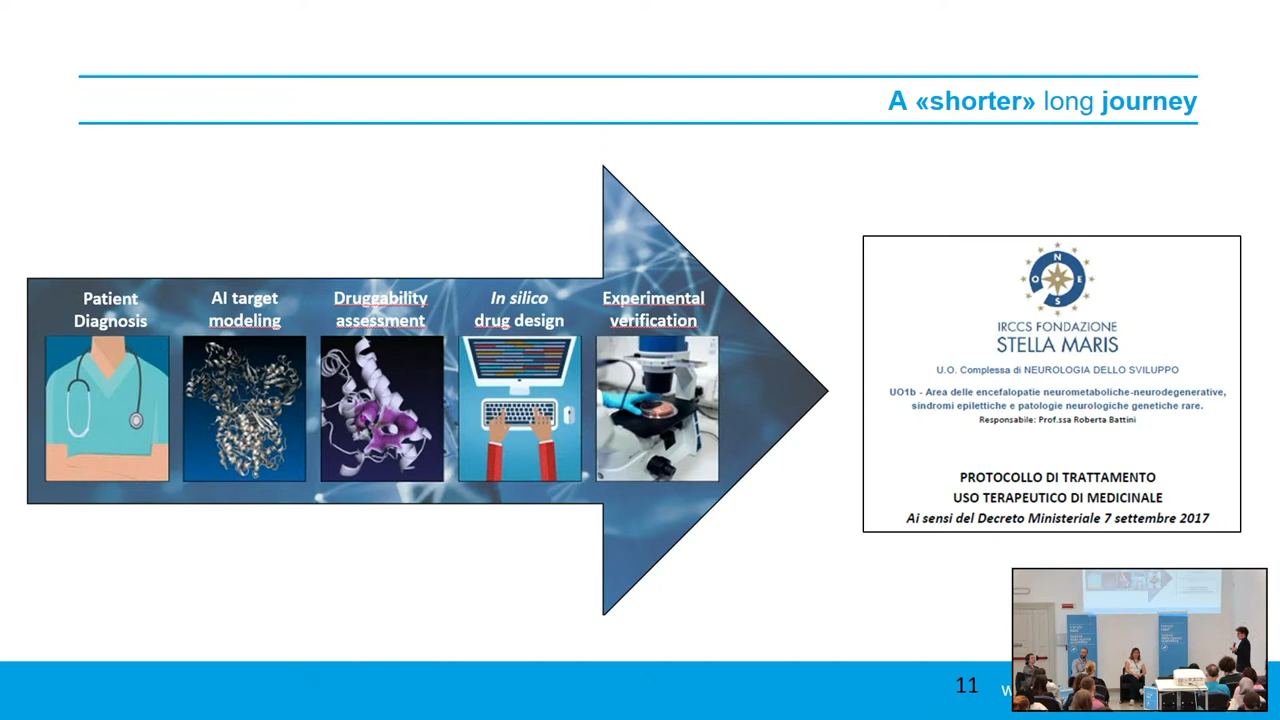 A «shorter» long journey
Patient
Diagnosis
AI target
modeling
Druggability
assessment
In silico
drug design
Experimental
verification
N
O E
S
IRCCS FONDAZIONE
STELLA MARIS
U.O. Complessa di NEUROLOGIA DELLO SVILUPPO
UO1b - Area delle encefalopatie neurometaboliche-neurodegenerative,
sindromi epilettiche e patologie neurologiche genetiche rare.
Responsabile: Prof.ssa Roberta Battini
PROTOCOLLO DI TRATTAMENTO
USO TERAPEUTICO DI MEDICINALE
Ai sensi del Decreto Ministeriale 7 settembre 2017
11